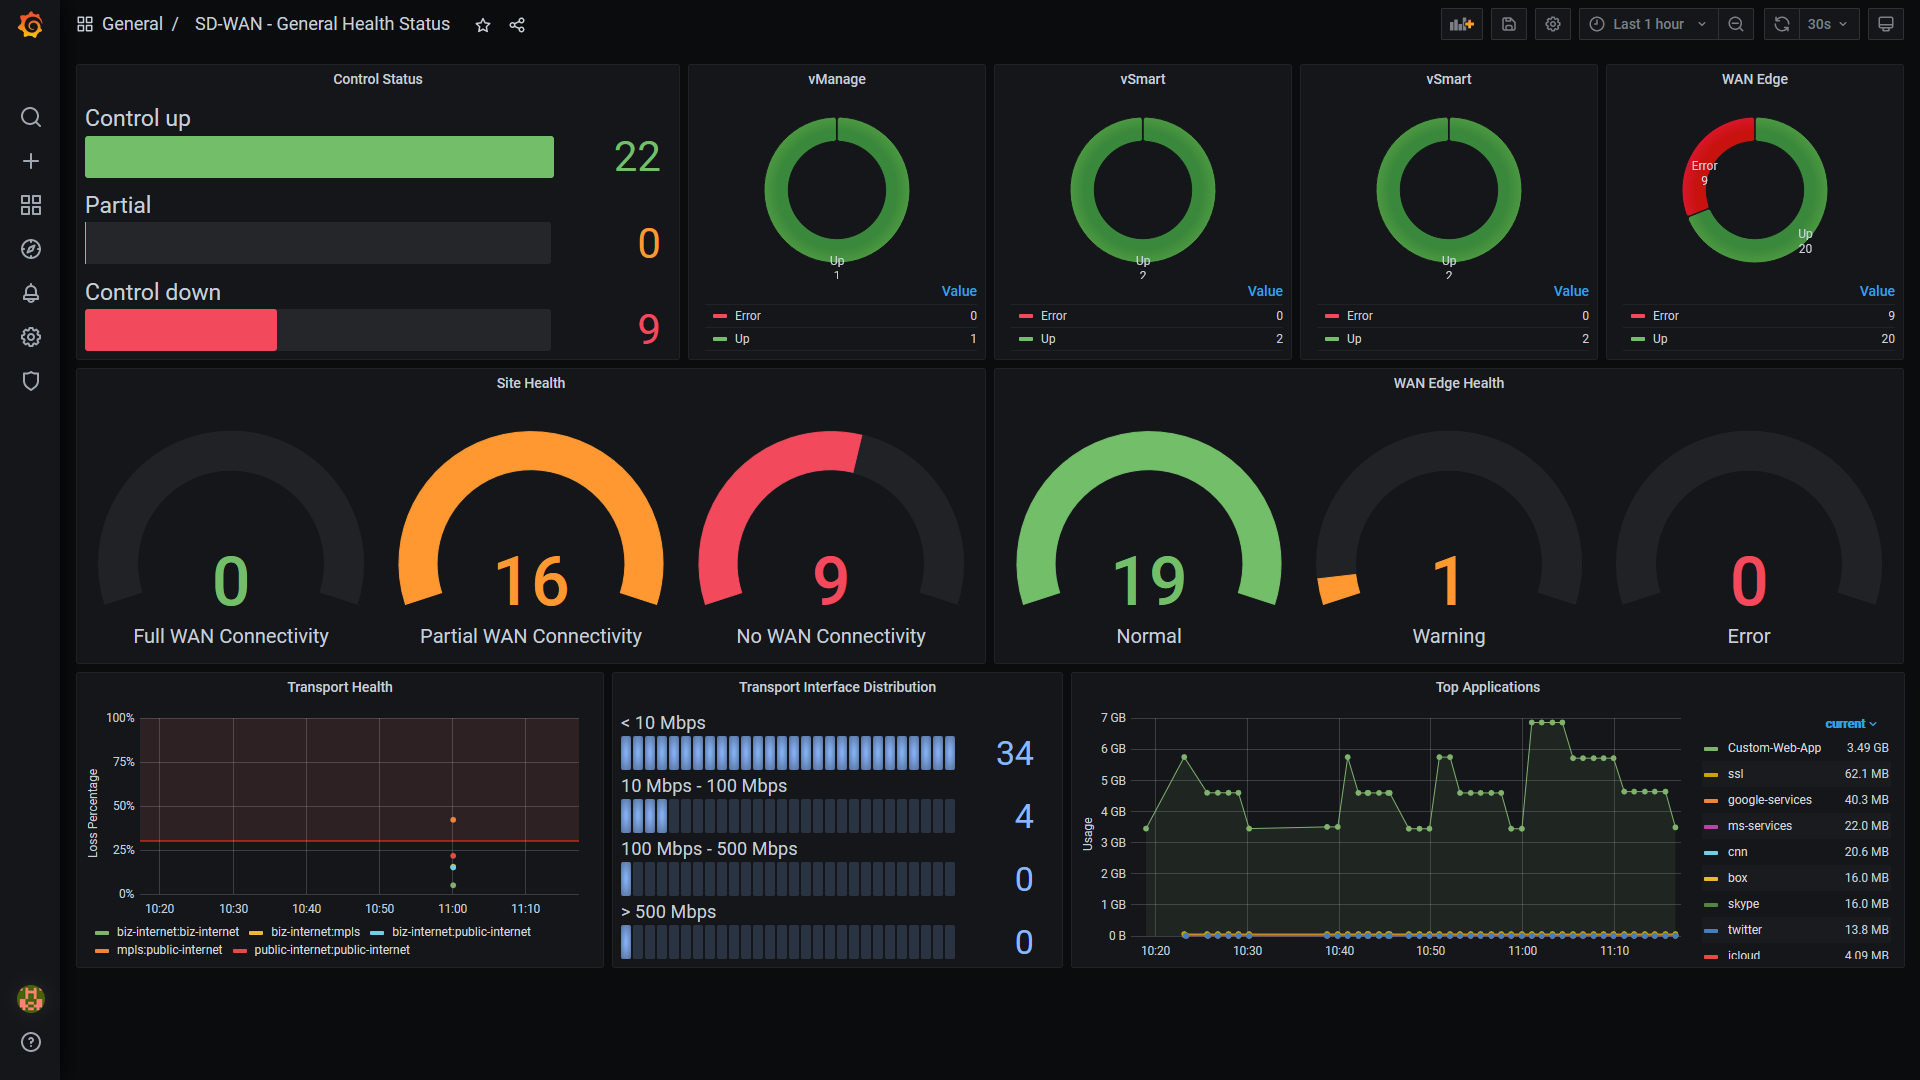 General / SD-WAN - General Health Status
Last 1 hour
30s
Control Status
Control up
22
Partial
0
Control down
9
vManage
Up
1
Value
Error 0
Up 1
vSmart
Up
2
Value
Error 0
Up 2
vSmart
Up
2
Value
Error 0
Up 2
WAN Edge
Error
9
Up
20
Value
Error 9
Up 20
Site Health
0
Full WAN Connectivity
16
Partial WAN Connectivity
9
No WAN Connectivity
WAN Edge Health
19
Normal
1
Warning
0
Error
Transport Health
Loss Percentage
100%
75%
50%
25%
0%
10:20 10:30 10:40 10:50 11:00 11:10
biz-internet:biz-internet biz-internet:mpls biz-internet:public-internet
mpls:public-internet public-internet:public-internet
Transport Interface Distribution
< 10 Mbps
34
10 Mbps - 100 Mbps
4
100 Mbps - 500 Mbps
0
> 500 Mbps
0
Top Applications
Usage
7 GB
6 GB
5 GB
4 GB
3 GB
2 GB
1 GB
0 B
10:20 10:30 10:40 10:50 11:00 11:10
current
Custom-Web-App 3.49 GB
ssl 62.1 MB
google-services 40.3 MB
ms-services 22.0 MB
cnn 20.6 MB
box 16.0 MB
skype 16.0 MB
twitter 13.8 MB
icloud 4.09 MB